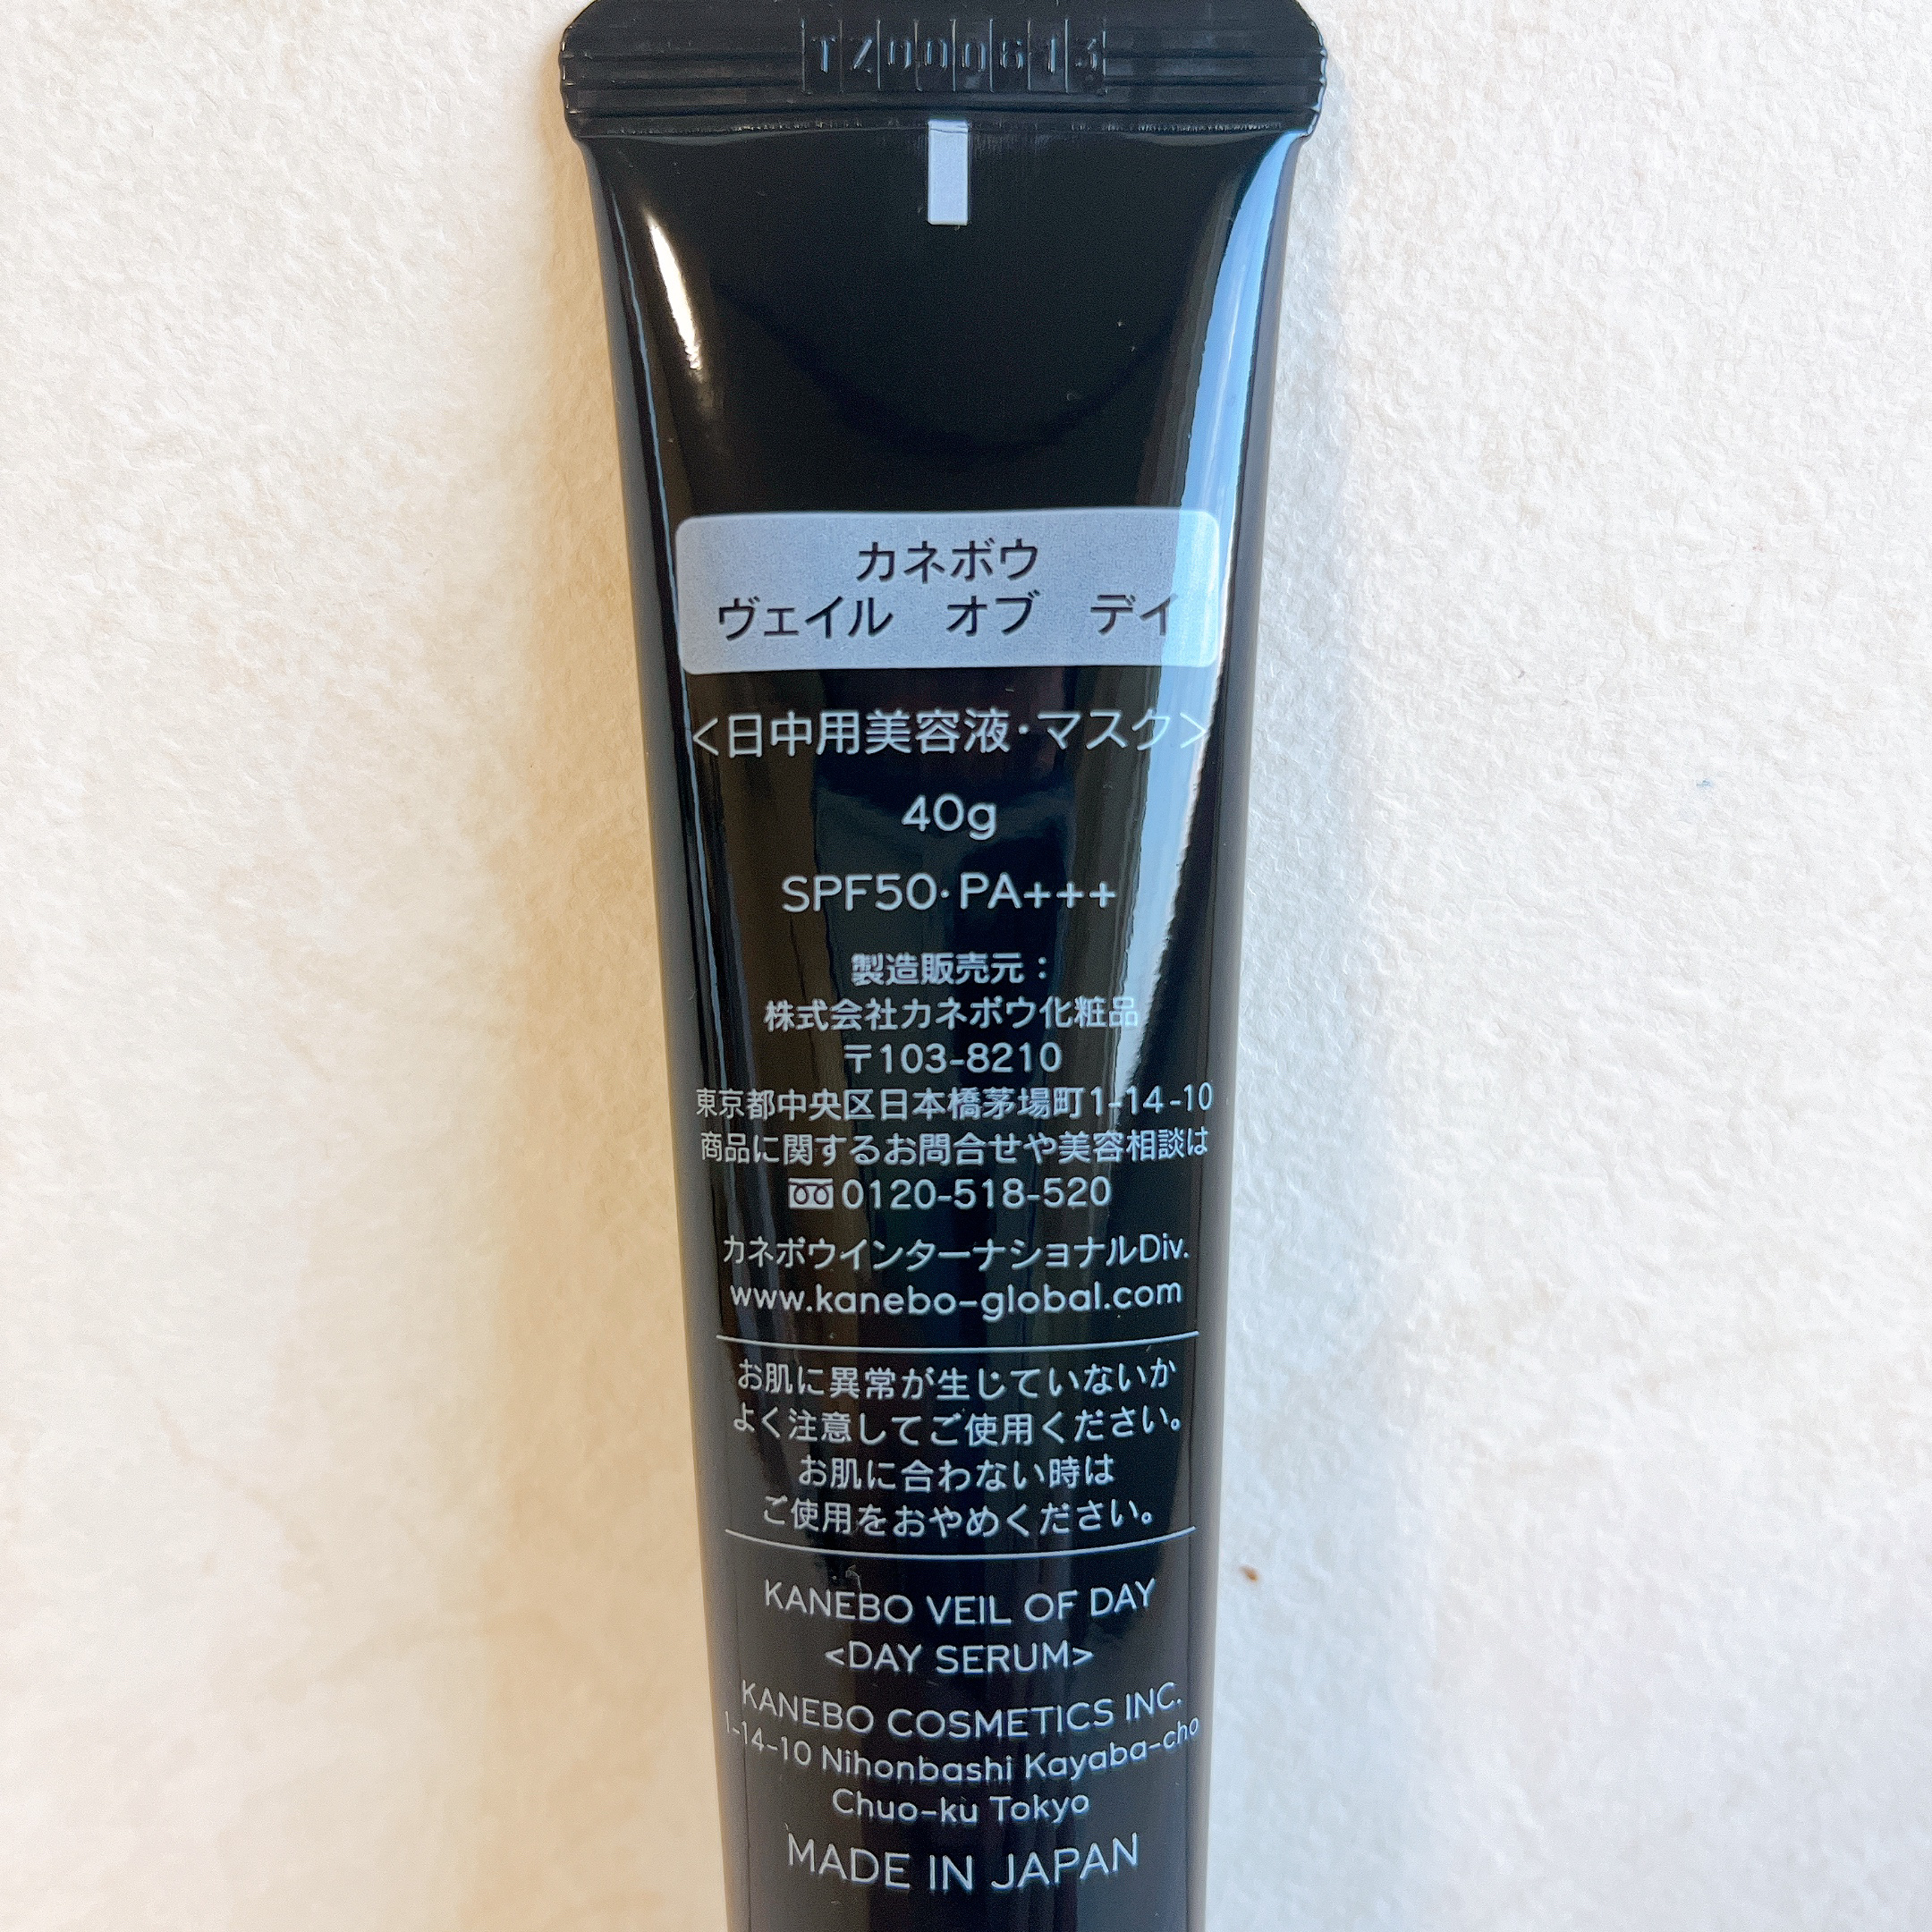 TZ000613
カネボウ
ヴェイル オブ デイ
<日中用美容液・マスク>
40g
SPF50・PA+++
製造販売元：
株式会社カネボウ化粧品
〒103-8210
東京都中央区日本橋茅場町1-14-10
商品に関するお問合せや美容相談は
0120-518-520
カネボウインターナショナルDiv.
www.kanebo-global.com
お肌に異常が生じていないか
よく注意してご使用ください。
お肌に合わない時は
ご使用をおやめください。
KANEBO VEIL OF DAY
<DAY SERUM>
KANEBO COSMETICS INC.
1-14-10 Nihonbashi Kayaba-cho
Chuo-ku Tokyo
MADE IN JAPAN